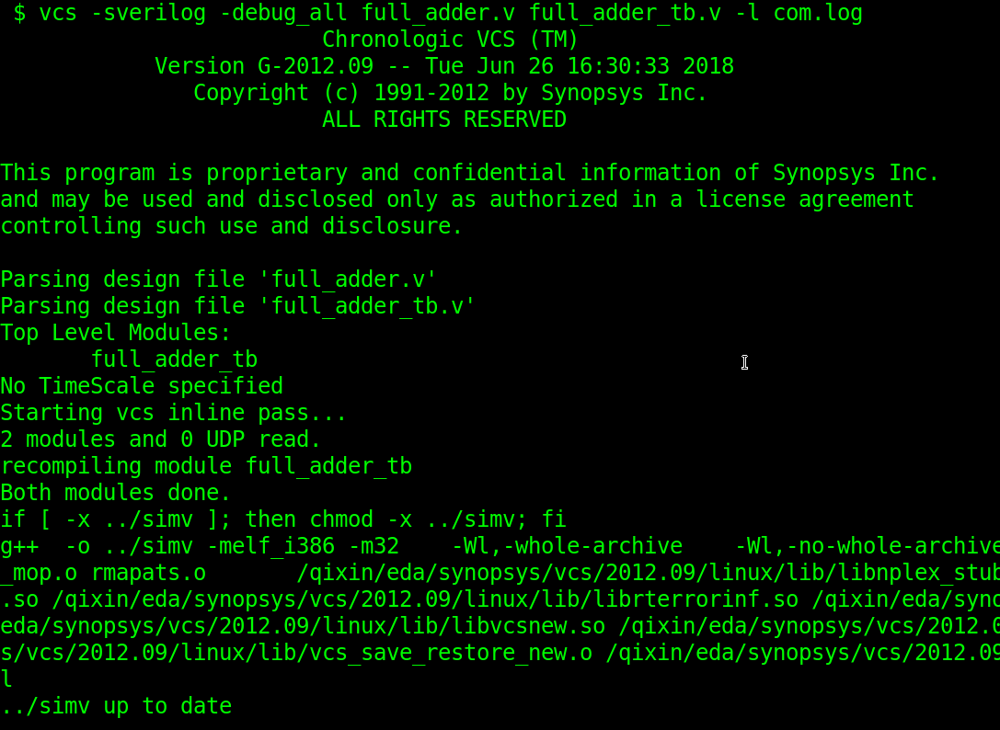 $ vcs -sverilog -debug_all full_adder.v full_adder_tb.v -l com.log
Chronologic VCS (TM)
Version G-2012.09 -- Tue Jun 26 16:30:33 2018
Copyright (c) 1991-2012 by Synopsys Inc.
ALL RIGHTS RESERVED
This program is proprietary and confidential information of Synopsys Inc.
and may be used and disclosed only as authorized in a license agreement
controlling such use and disclosure.
Parsing design file 'full_adder.v'
Parsing design file 'full_adder_tb.v'
Top Level Modules:
full_adder_tb
No TimeScale specified
Starting vcs inline pass...
2 modules and 0 UDP read.
recompiling module full_adder_tb
Both modules done.
if [ -x ../simv ]; then chmod -x ../simv; fi
g++  -o ../simv -melf_i386 -m32    -Wl,-whole-archive    -Wl,-no-whole-archive
_mop.o rmapats.o       /qixin/eda/synopsys/vcs/2012.09/linux/lib/libnplex_stub
.so /qixin/eda/synopsys/vcs/2012.09/linux/lib/librterrorinf.so /qixin/eda/syno
eda/synopsys/vcs/2012.09/linux/lib/libvcsnew.so /qixin/eda/synopsys/vcs/2012.0
s/vcs/2012.09/linux/lib/vcs_save_restore_new.o /qixin/eda/synopsys/vcs/2012.09
l
../simv up to date